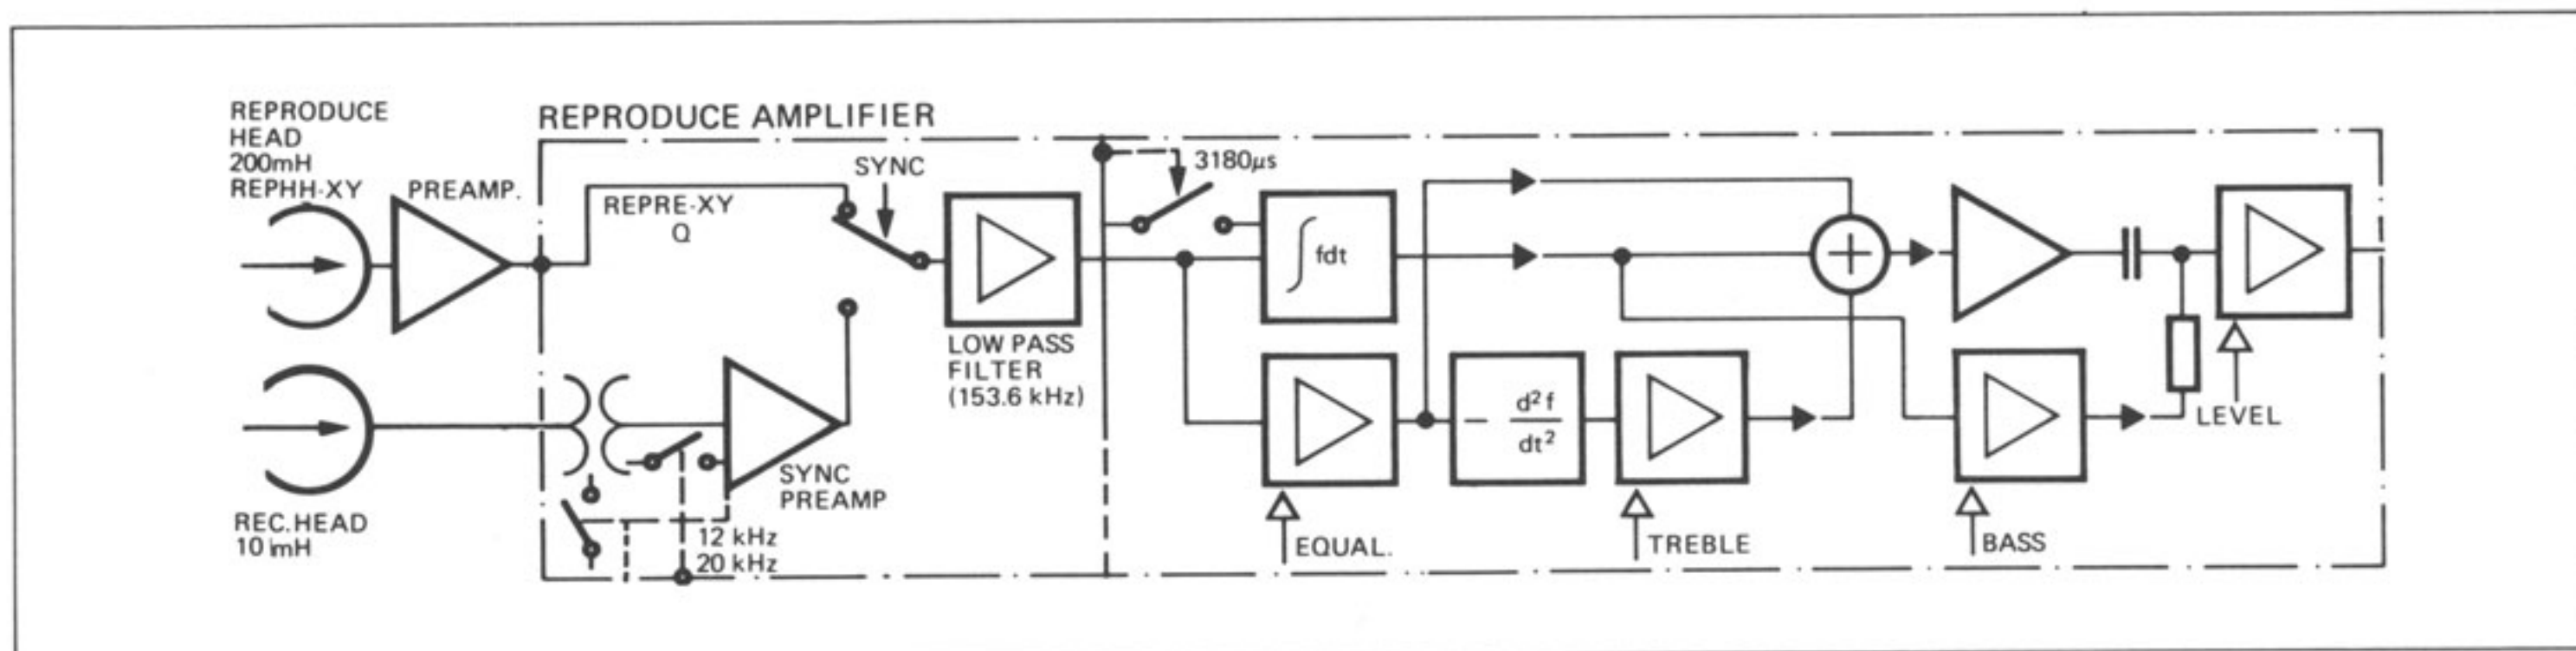 REPRODUCE
HEAD
200mH
REPHH-XY
PREAMP.
REPRODUCE AMPLIFIER
REPRE-XY
Q
SYNC
LOW PASS
FILTER
(153.6 kHz)
3180µs
∫fdt
+
REC.HEAD
10mH
SYNC
PREAMP
12 kHz
20 kHz
EQUAL.
− d²f
dt²
TREBLE
BASS
LEVEL